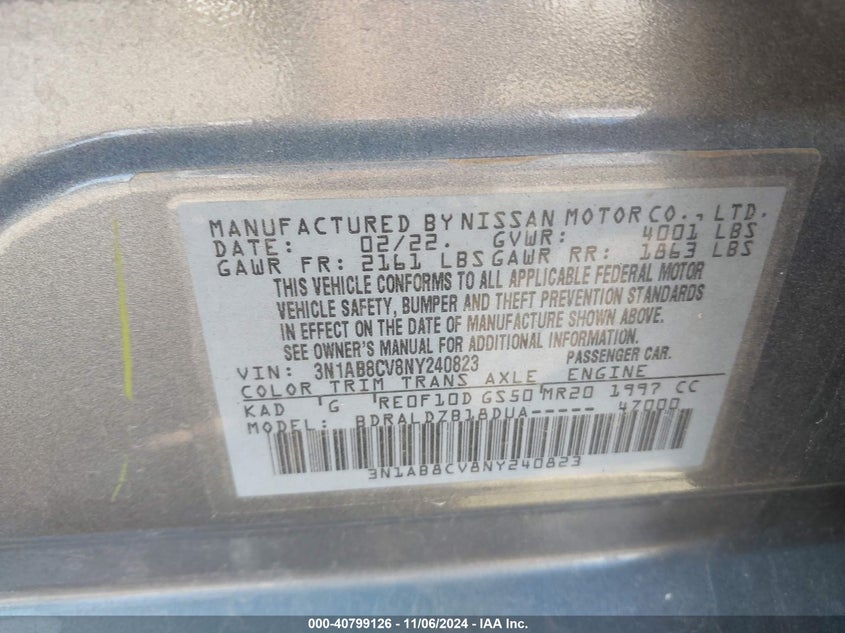 MANUFACTURED BY NISSAN MOTOR CO., LTD.
DATE: 02/22. GVWR: 4001 LBS
GAWR FR: 2161 LBS GAWR RR: 1863 LBS
THIS VEHICLE CONFORMS TO ALL APPLICABLE FEDERAL MOTOR
VEHICLE SAFETY, BUMPER AND THEFT PREVENTION STANDARDS
IN EFFECT ON THE DATE OF MANUFACTURE SHOWN ABOVE.
SEE OWNER'S MANUAL FOR ADDITIONAL INFORMATION.
VIN: 3N1AB8CV8NY240823 PASSENGER CAR.
COLOR TRIM TRANS AXLE ENGINE
KAD G RE0F10D GS50 MR20 1997 CC
MODEL: BDRALDZB18DUA----- 47000
3N1AB8CV8NY240823
000-40799126 - 11/06/2024 - IAA Inc.